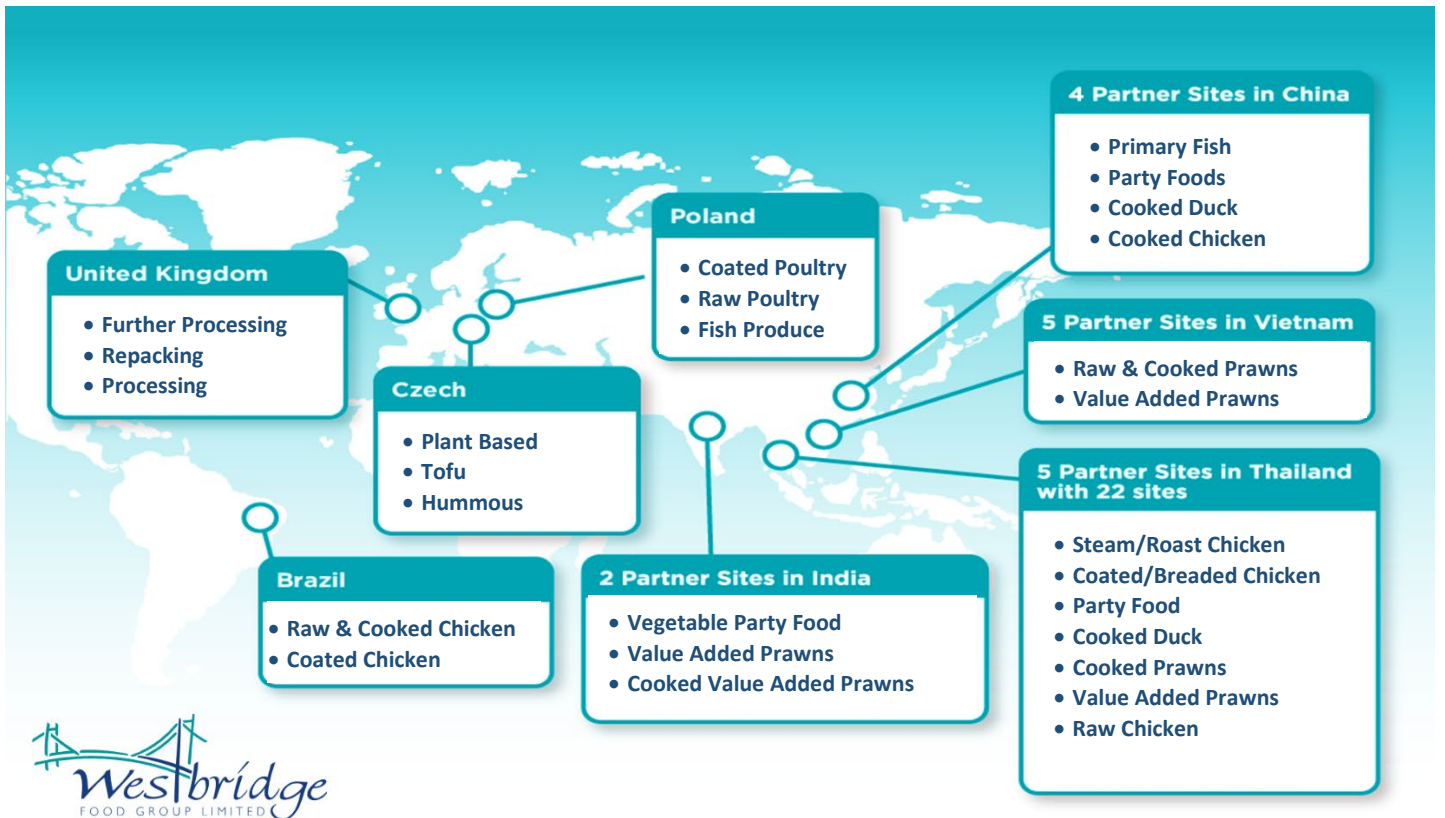 4 Partner Sites in China
• Primary Fish
• Party Foods
• Cooked Duck
• Cooked Chicken
Poland
• Coated Poultry
• Raw Poultry
• Fish Produce
United Kingdom
• Further Processing
• Repacking
• Processing
5 Partner Sites in Vietnam
• Raw & Cooked Prawns
• Value Added Prawns
Czech
• Plant Based
• Tofu
• Hummous
5 Partner Sites in Thailand
with 22 sites
• Steam/Roast Chicken
• Coated/Breaded Chicken
• Party Food
• Cooked Duck
• Cooked Prawns
• Value Added Prawns
• Raw Chicken
Brazil
• Raw & Cooked Chicken
• Coated Chicken
2 Partner Sites in India
• Vegetable Party Food
• Value Added Prawns
• Cooked Value Added Prawns
Westbridge
FOOD GROUP LIMITED